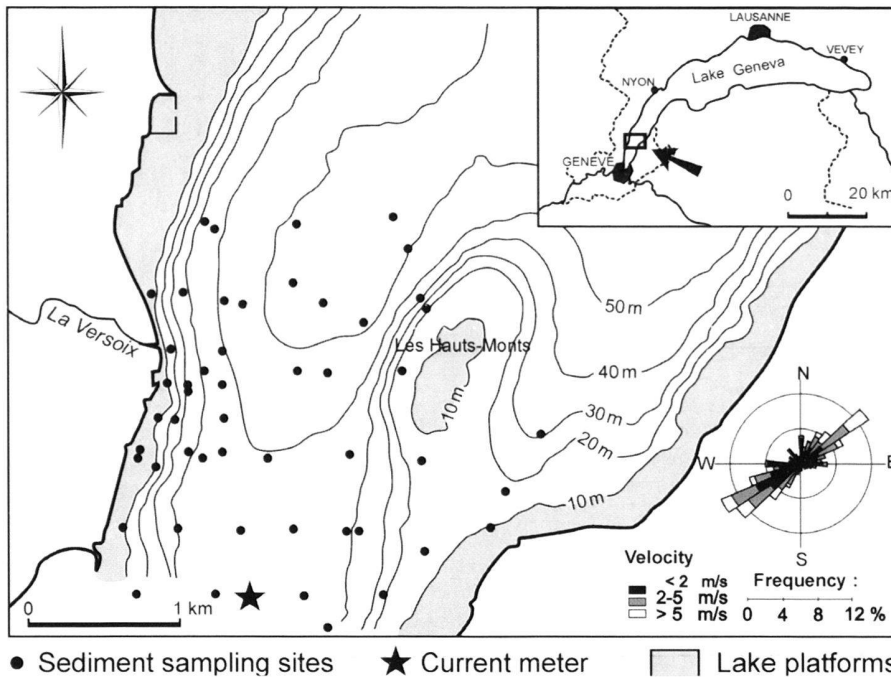 LAUSANNE
VEVEY
Lake Geneva
NYON
GENEVE
0 20 km
La Versoix
Les Hauts-Monts
50 m
40 m
30 m
20 m
10 m
10 m
N
W E
S
Velocity
< 2 m/s
2-5 m/s
> 5 m/s
Frequency :
0 4 8 12 %
0 1 km
Sediment sampling sites
Current meter
Lake platforms